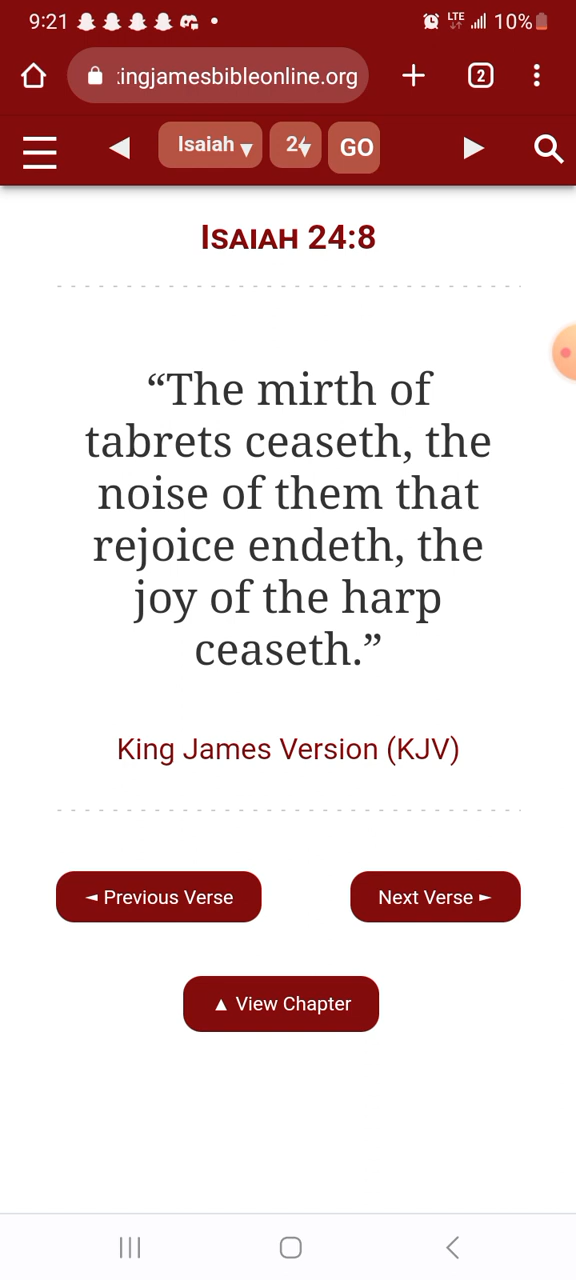 9:21 LTE 10%
:ingjamesbibleonline.org 2
Isaiah ▼ 24 GO
ISAIAH 24:8
“The mirth of
tabrets ceaseth, the
noise of them that
rejoice endeth, the
joy of the harp
ceaseth.”
King James Version (KJV)
◄ Previous Verse Next Verse ►
▲ View Chapter